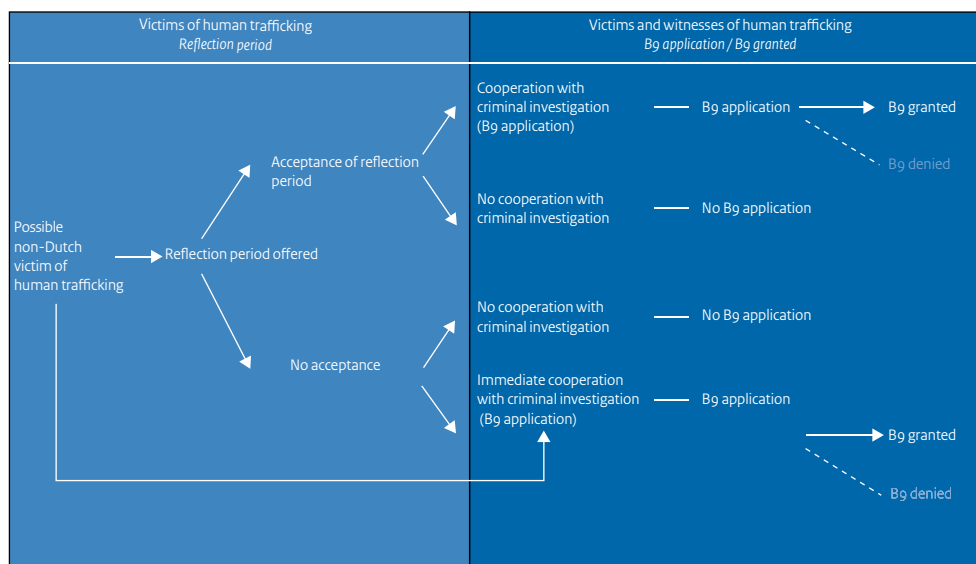 Victims of human trafficking
Reflection period
Victims and witnesses of human trafficking
B9 application / B9 granted
Possible
non-Dutch
victim of
human trafficking
Reflection period offered
Acceptance of reflection
period
No acceptance
Cooperation with
criminal investigation
(B9 application)
B9 application
B9 granted
B9 denied
No cooperation with
criminal investigation
No B9 application
No cooperation with
criminal investigation
No B9 application
Immediate cooperation
with criminal investigation
(B9 application)
B9 application
B9 granted
B9 denied